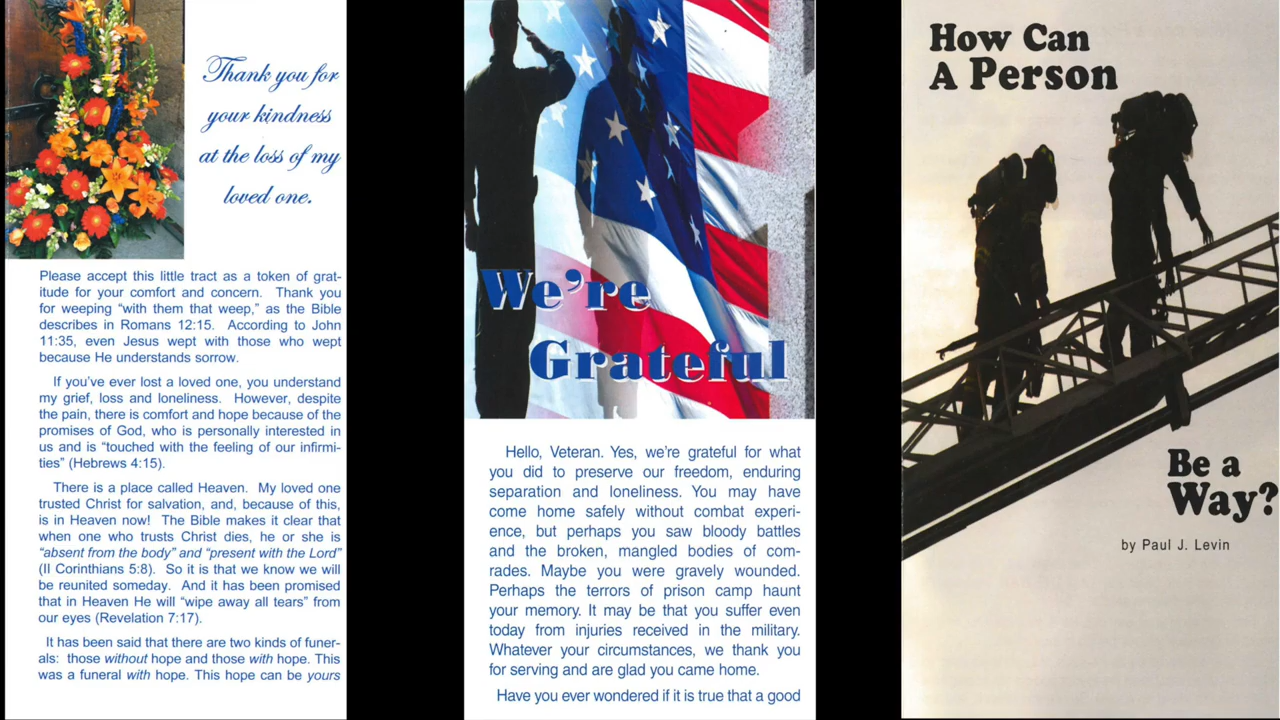 Thank you for
your kindness
at the loss of my
loved one.
Please accept this little tract as a token of grat-
itude for your comfort and concern. Thank you
for weeping “with them that weep,” as the Bible
describes in Romans 12:15. According to John
11:35, even Jesus wept with those who wept
because He understands sorrow.
If you’ve ever lost a loved one, you understand
my grief, loss and loneliness. However, despite
the pain, there is comfort and hope because of the
promises of God, who is personally interested in
us and is “touched with the feeling of our infirmi-
ties” (Hebrews 4:15).
There is a place called Heaven. My loved one
trusted Christ for salvation, and, because of this,
is in Heaven now! The Bible makes it clear that
when one who trusts Christ dies, he or she is
“absent from the body” and “present with the Lord”
(II Corinthians 5:8). So it is that we know we will
be reunited someday. And it has been promised
that in Heaven He will “wipe away all tears” from
our eyes (Revelation 7:17).
It has been said that there are two kinds of funer-
als: those without hope and those with hope. This
was a funeral with hope. This hope can be yours
We’re
Grateful
Hello, Veteran. Yes, we’re grateful for what
you did to preserve our freedom, enduring
separation and loneliness. You may have
come home safely without combat experi-
ence, but perhaps you saw bloody battles
and the broken, mangled bodies of com-
rades. Maybe you were gravely wounded.
Perhaps the terrors of prison camp haunt
your memory. It may be that you suffer even
today from injuries received in the military.
Whatever your circumstances, we thank you
for serving and are glad you came home.
Have you ever wondered if it is true that a good
How Can
A Person
Be a
Way?
by Paul J. Levin